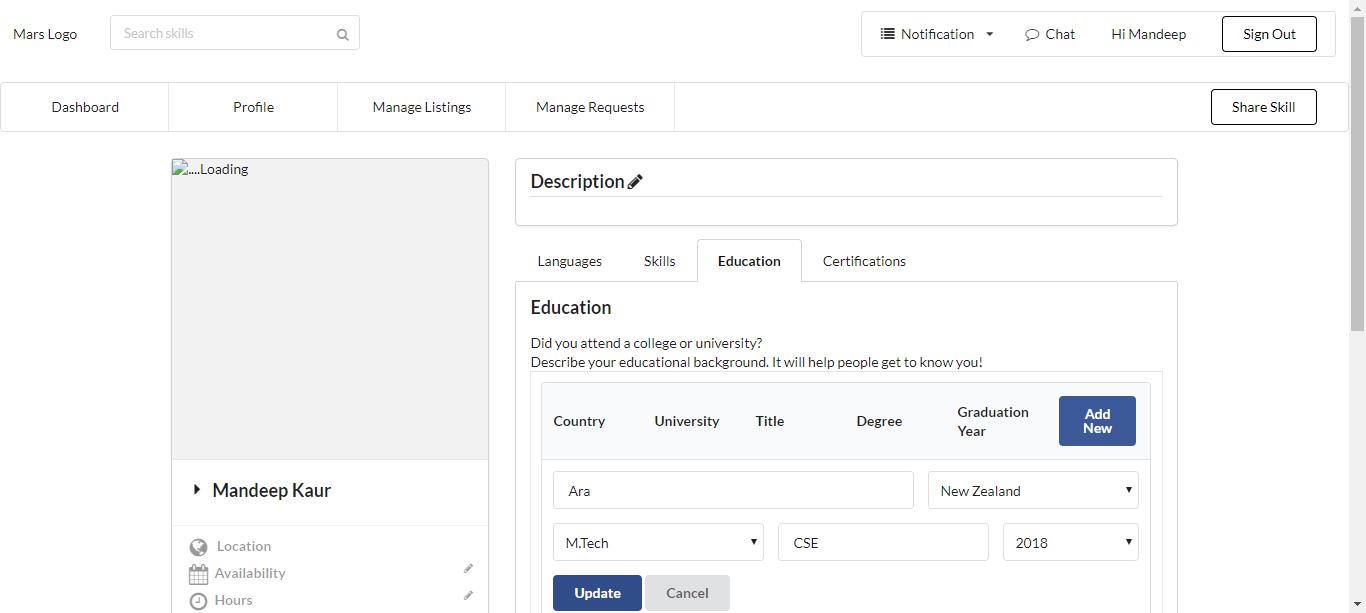 Mars Logo
Search skills
Notification
Chat
Hi Mandeep
Sign Out
Dashboard
Profile
Manage Listings
Manage Requests
Share Skill
....Loading
Mandeep Kaur
Location
Availability
Hours
Description
Languages
Skills
Education
Certifications
Education
Did you attend a college or university?
Describe your educational background. It will help people get to know you!
Country
University
Title
Degree
Graduation
Year
Add
New
Ara
New Zealand
M.Tech
CSE
2018
Update
Cancel